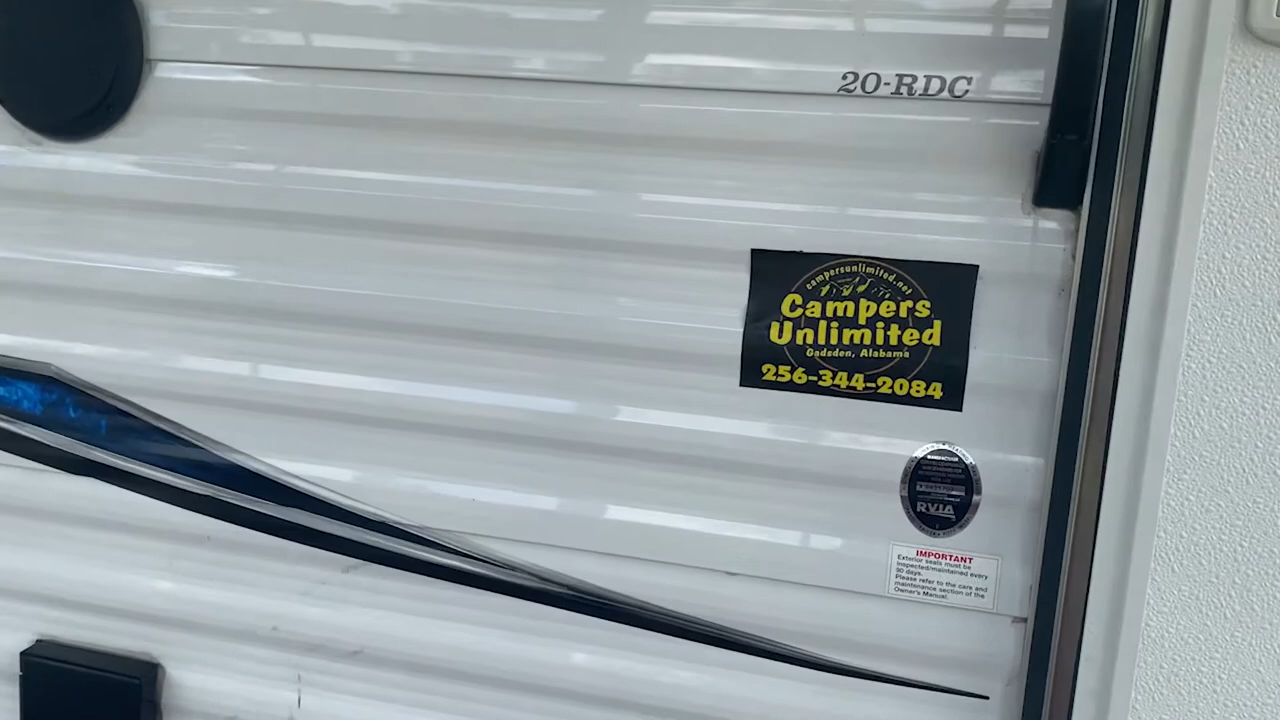 20-RDC
campersunlimited.net
Campers
Unlimited
Gadsden, Alabama
256-344-2084
MANUFACTURER
RVIA
IMPORTANT
Exterior seals must be
inspected/maintained every
90 days.
Please refer to the care and
maintenance section of the
Owner's Manual.